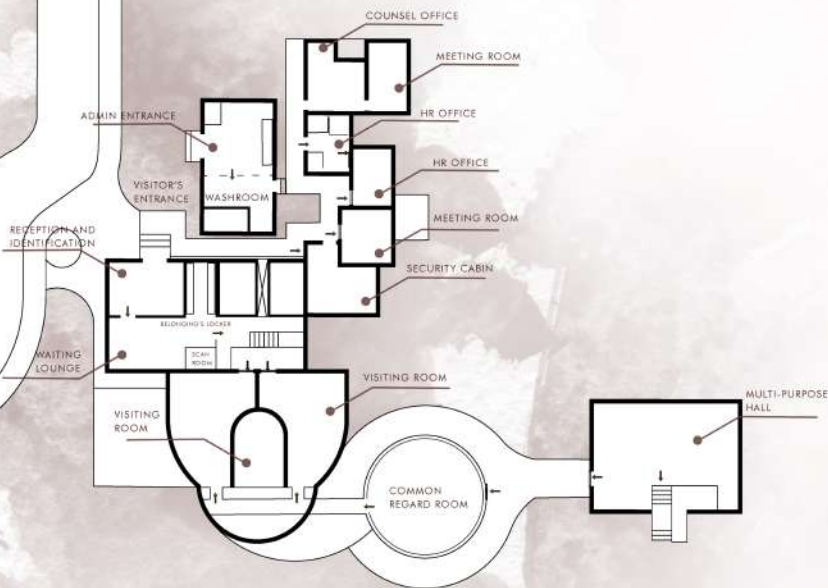 COUNSEL OFFICE
MEETING ROOM
ADMIN ENTRANCE
HR OFFICE
HR OFFICE
VISITOR'S
ENTRANCE
WASHROOM
MEETING ROOM
RECEPTION AND
IDENTIFICATION
SECURITY CABIN
BELONGING'S LOCKER
SCAN
ROOM
WAITING
LOUNGE
VISITING ROOM
VISITING
ROOM
MULTI-PURPOSE
HALL
COMMON
REGARD ROOM